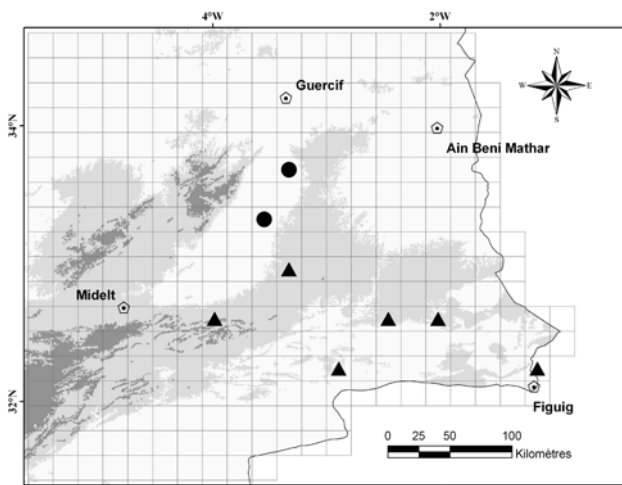 4°W 2°W
N
W E
S
Guercif
34°N
Ain Beni Mathar
Midelt
32°N
Figuig
0 25 50 100
Kilomètres